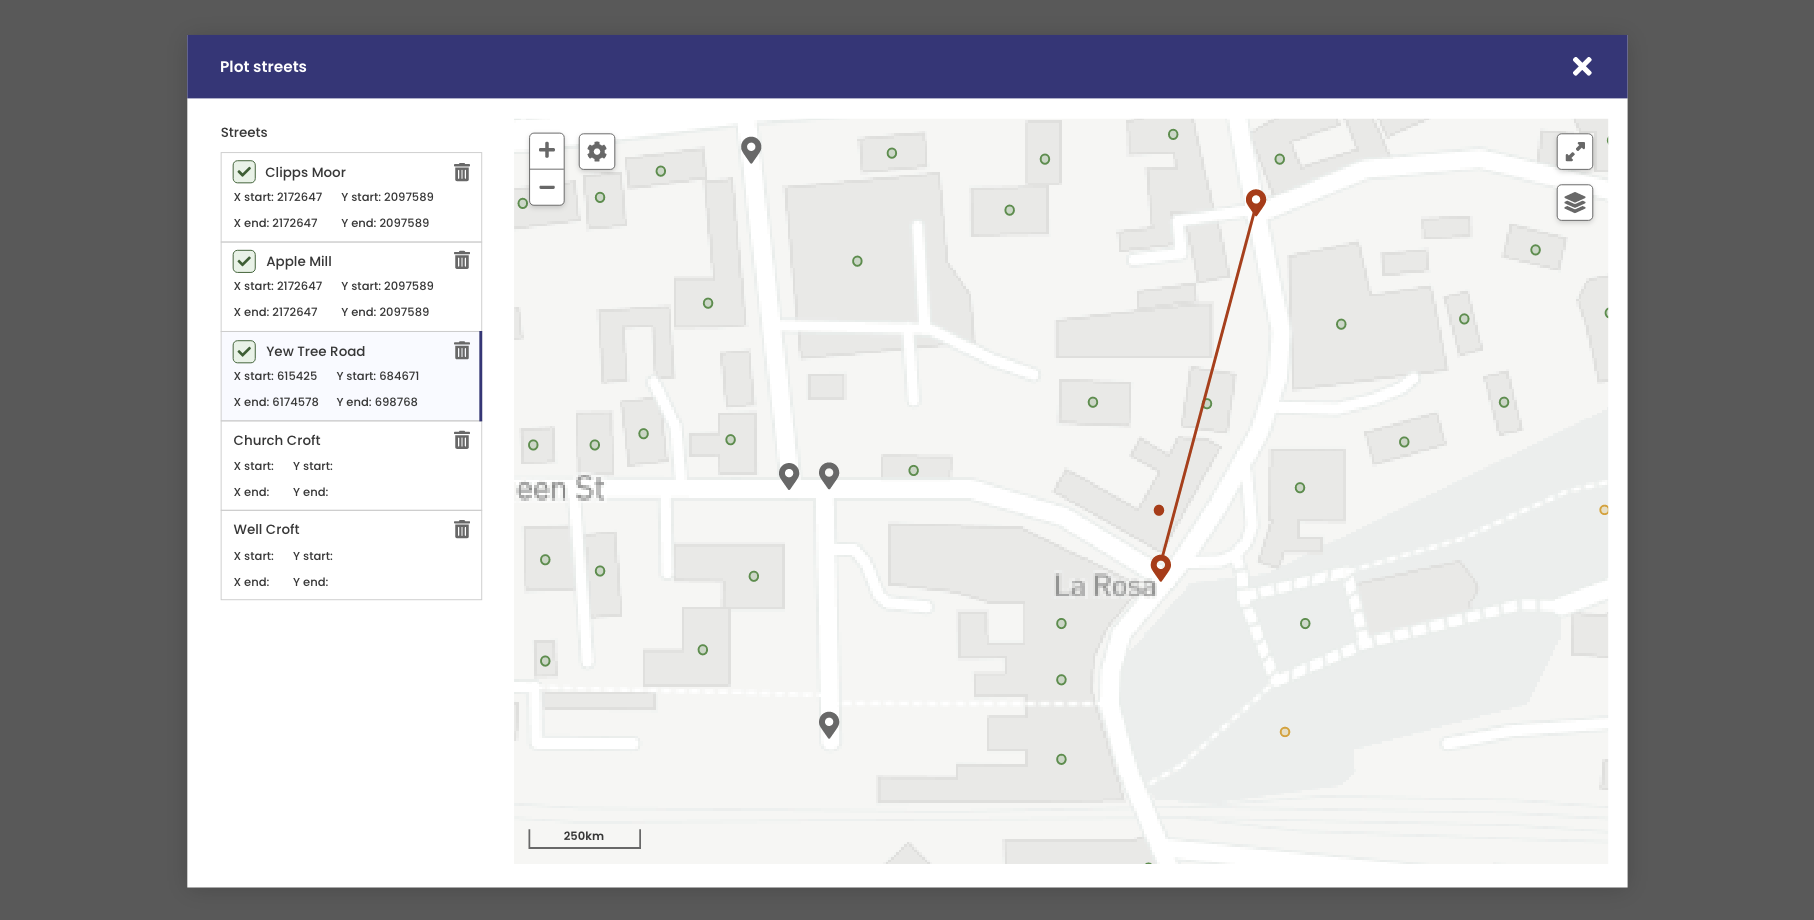 Plot streets
Streets
Clipps Moor
X start: 2172647 Y start: 2097589
X end: 2172647 Y end: 2097589
Apple Mill
X start: 2172647 Y start: 2097589
X end: 2172647 Y end: 2097589
Yew Tree Road
X start: 615425 Y start: 684671
X end: 6174578 Y end: 698768
Church Croft
X start: Y start:
X end: Y end:
Well Croft
X start: Y start:
X end: Y end:
een St
La Rosa
250km